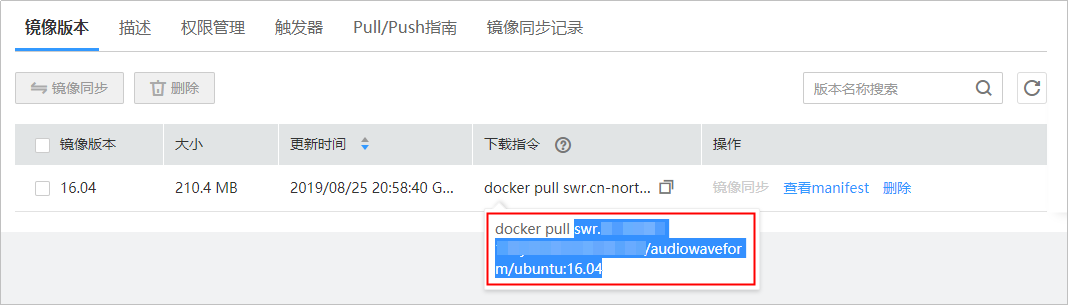 镜像版本 描述 权限管理 触发器 Pull/Push指南 镜像同步记录
镜像同步 删除 版本名称搜索
镜像版本 大小 更新时间 下载指令 操作
16.04 210.4 MB 2019/08/25 20:58:40 G... docker pull swr.cn-nort... 镜像同步 查看manifest 删除
docker pull swr.
/audiowavefor
m/ubuntu:16.04